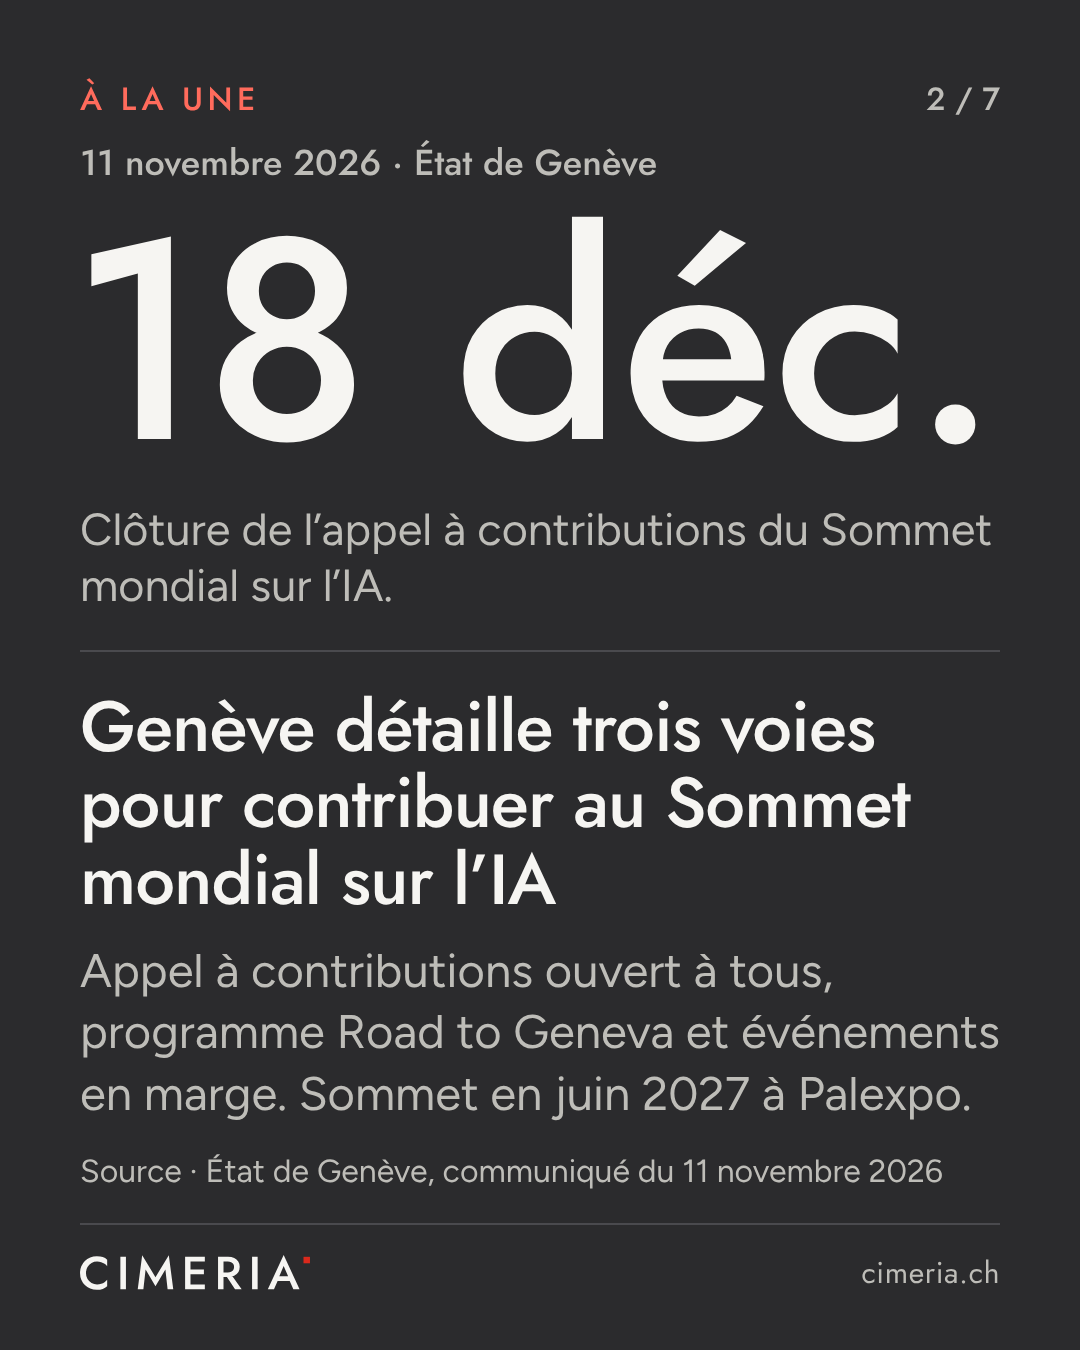 À LA UNE
2 / 7
11 novembre 2026 · État de Genève
18 déc.
Clôture de l’appel à contributions du Sommet
mondial sur l’IA.
Genève détaille trois voies
pour contribuer au Sommet
mondial sur l’IA
Appel à contributions ouvert à tous,
programme Road to Geneva et événements
en marge. Sommet en juin 2027 à Palexpo.
Source · État de Genève, communiqué du 11 novembre 2026
CIMERIA
cimeria.ch